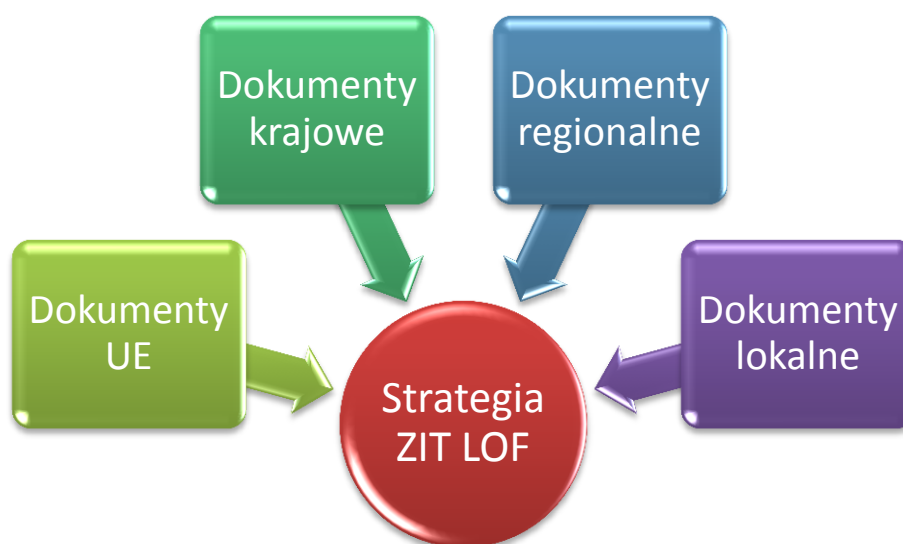 Dokumenty
krajowe
Dokumenty
regionalne
Dokumenty
UE
Dokumenty
lokalne
Strategia
ZIT LOF